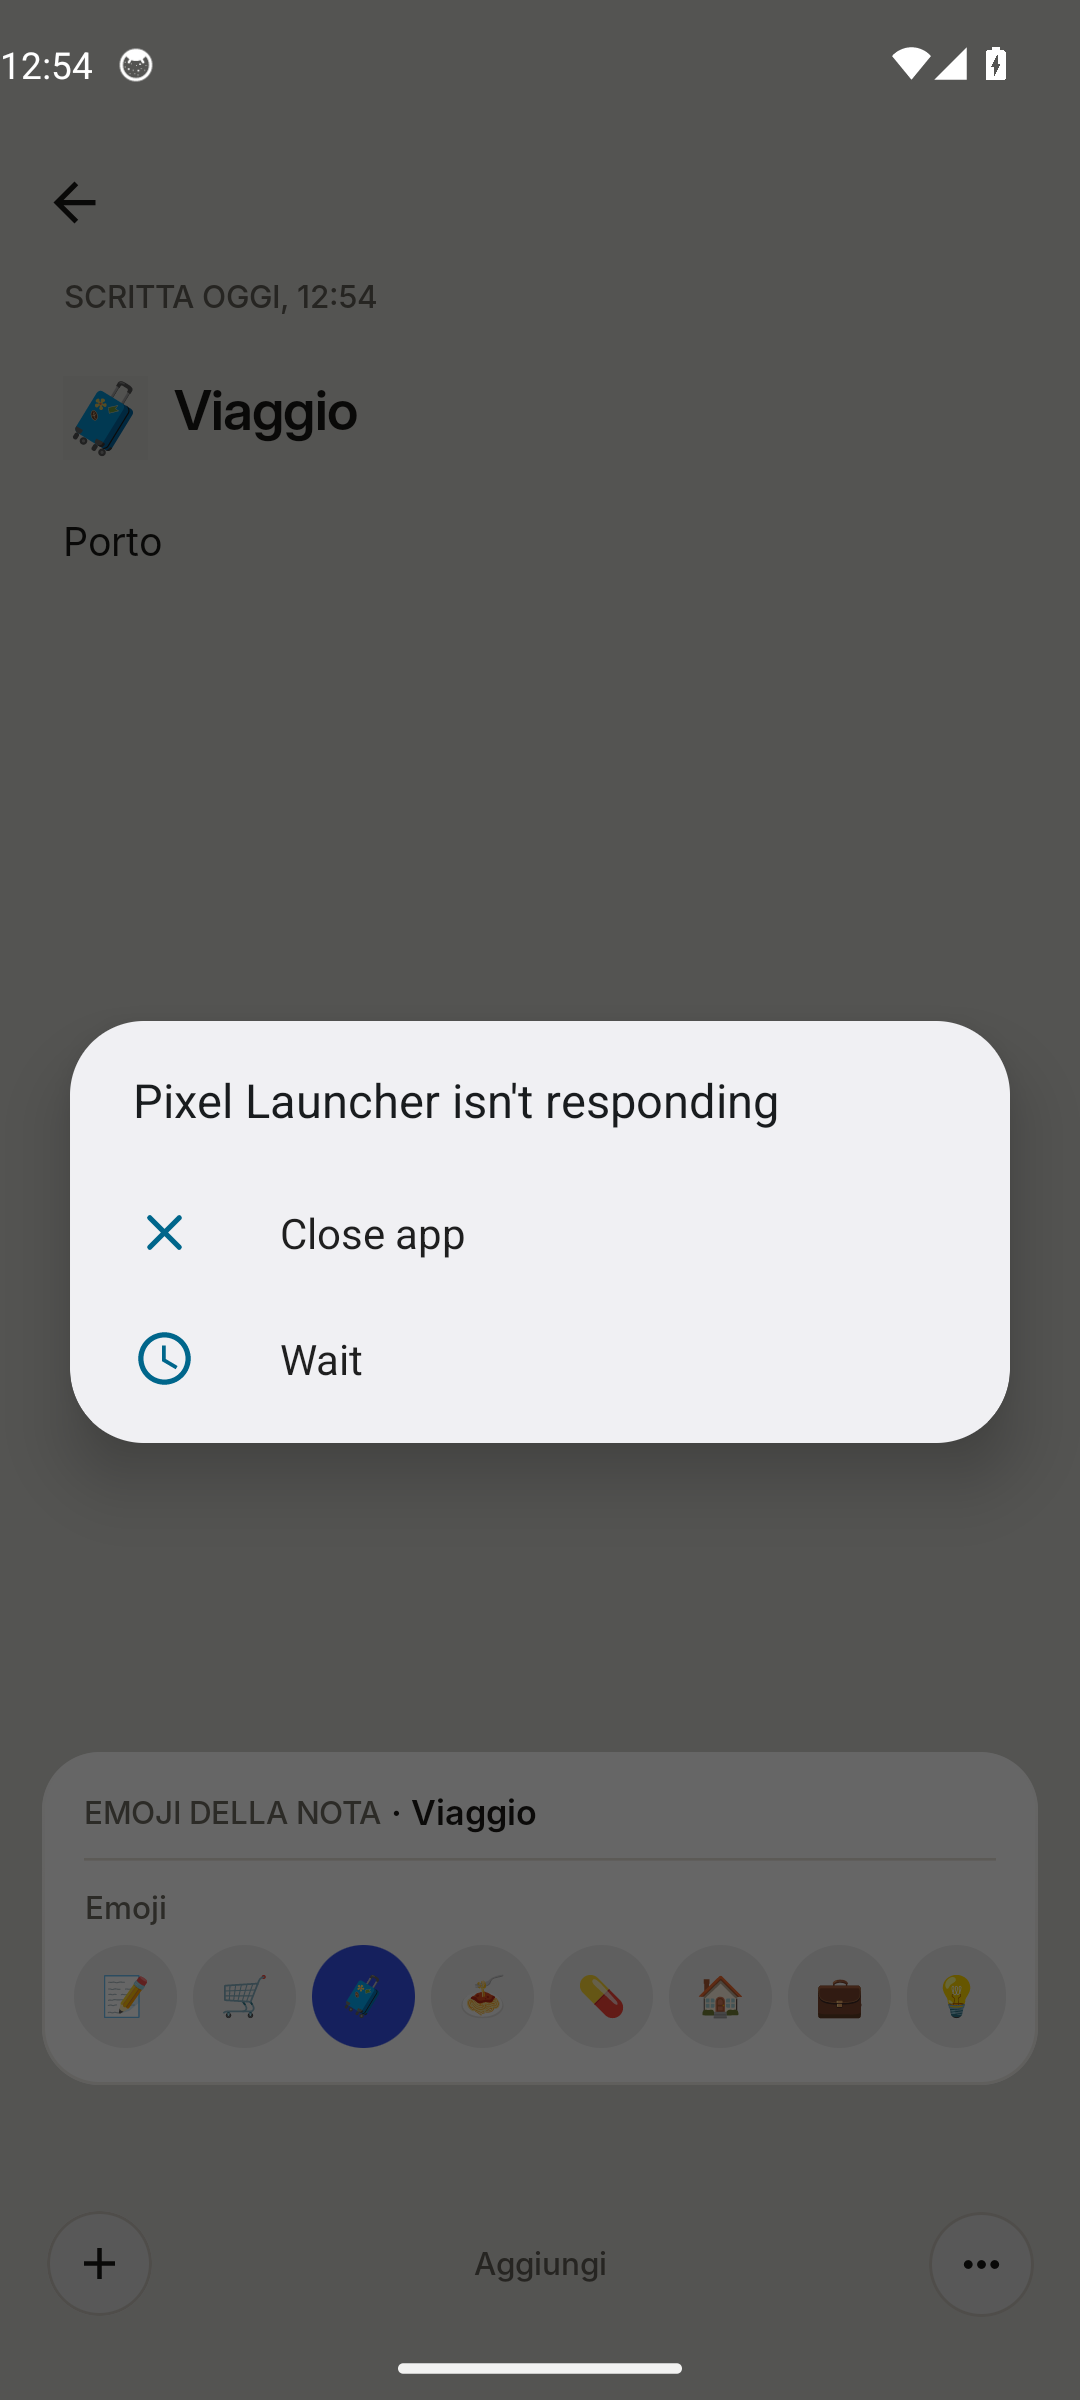 12:54
SCRITTA OGGI, 12:54
Viaggio
Porto
Pixel Launcher isn't responding
Close app
Wait
EMOJI DELLA NOTA · Viaggio
Emoji
Aggiungi